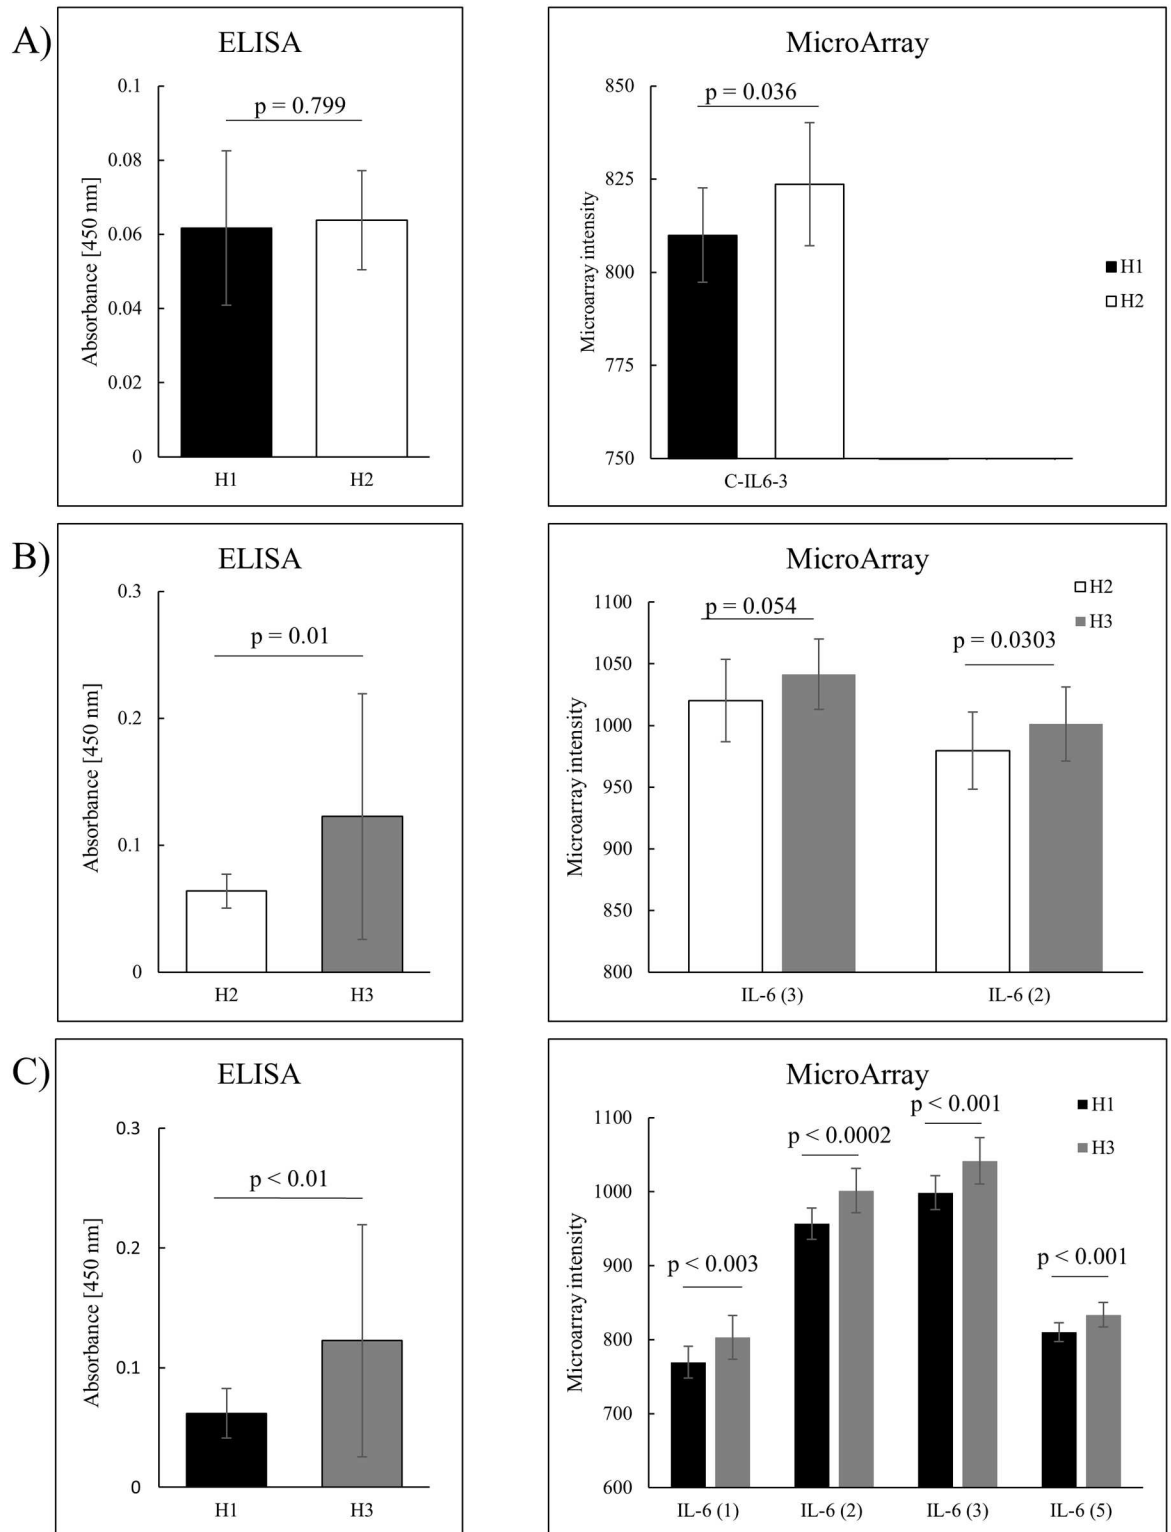 A)
ELISA
p = 0.799
0.1
0.08
0.06
0.04
0.02
0
Absorbance [450 nm]
H1
H2
MicroArray
p = 0.036
850
825
800
775
750
Microarray intensity
C-IL6-3
H1
H2
B)
ELISA
p = 0.01
0.3
0.2
0.1
0
Absorbance [450 nm]
H2
H3
MicroArray
H2
H3
p = 0.054
p = 0.0303
1100
1050
1000
950
900
850
800
Microarray intensity
IL-6 (3)
IL-6 (2)
C)
ELISA
p < 0.01
0.3
0.2
0.1
0
Absorbance [450 nm]
H1
H3
MicroArray
H1
H3
p < 0.003
p < 0.0002
p < 0.001
p < 0.001
1100
1000
900
800
700
600
Microarray intensity
IL-6 (1)
IL-6 (2)
IL-6 (3)
IL-6 (5)